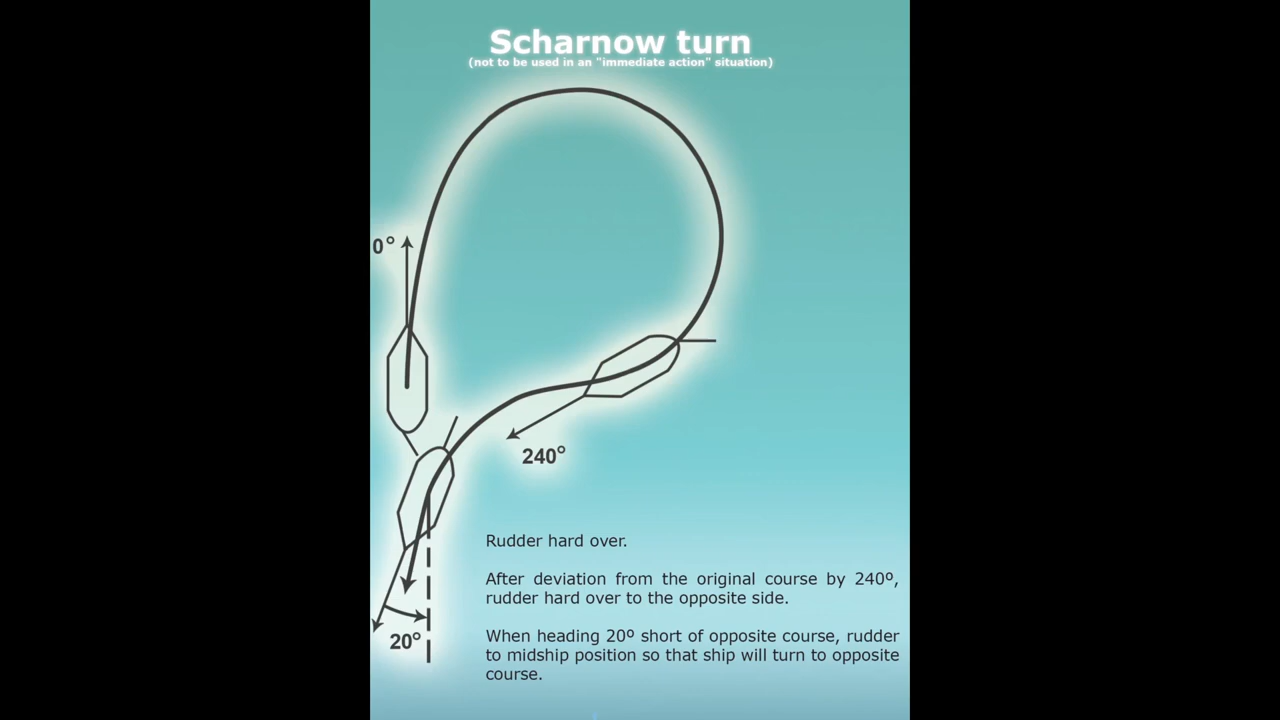 Scharnow turn
(not to be used in an "immediate action" situation)
0°
240°
Rudder hard over.
After deviation from the original course by 240º,
rudder hard over to the opposite side.
When heading 20º short of opposite course, rudder
to midship position so that ship will turn to opposite
course.
20°